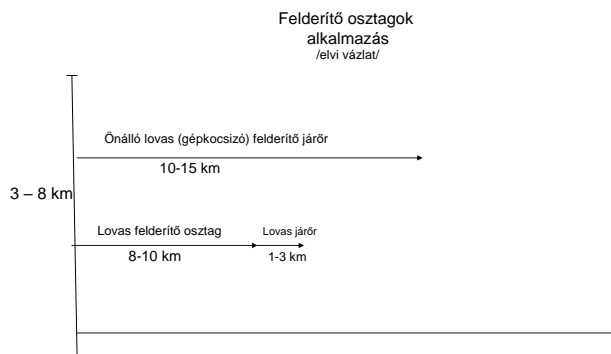 Felderítő osztagok
alkalmazás
/elvi vázlat/
Önálló lovas (gépkocsizó) felderítő járőr
10-15 km
3 – 8 km
Lovas felderítő osztag
Lovas járőr
8-10 km
1-3 km